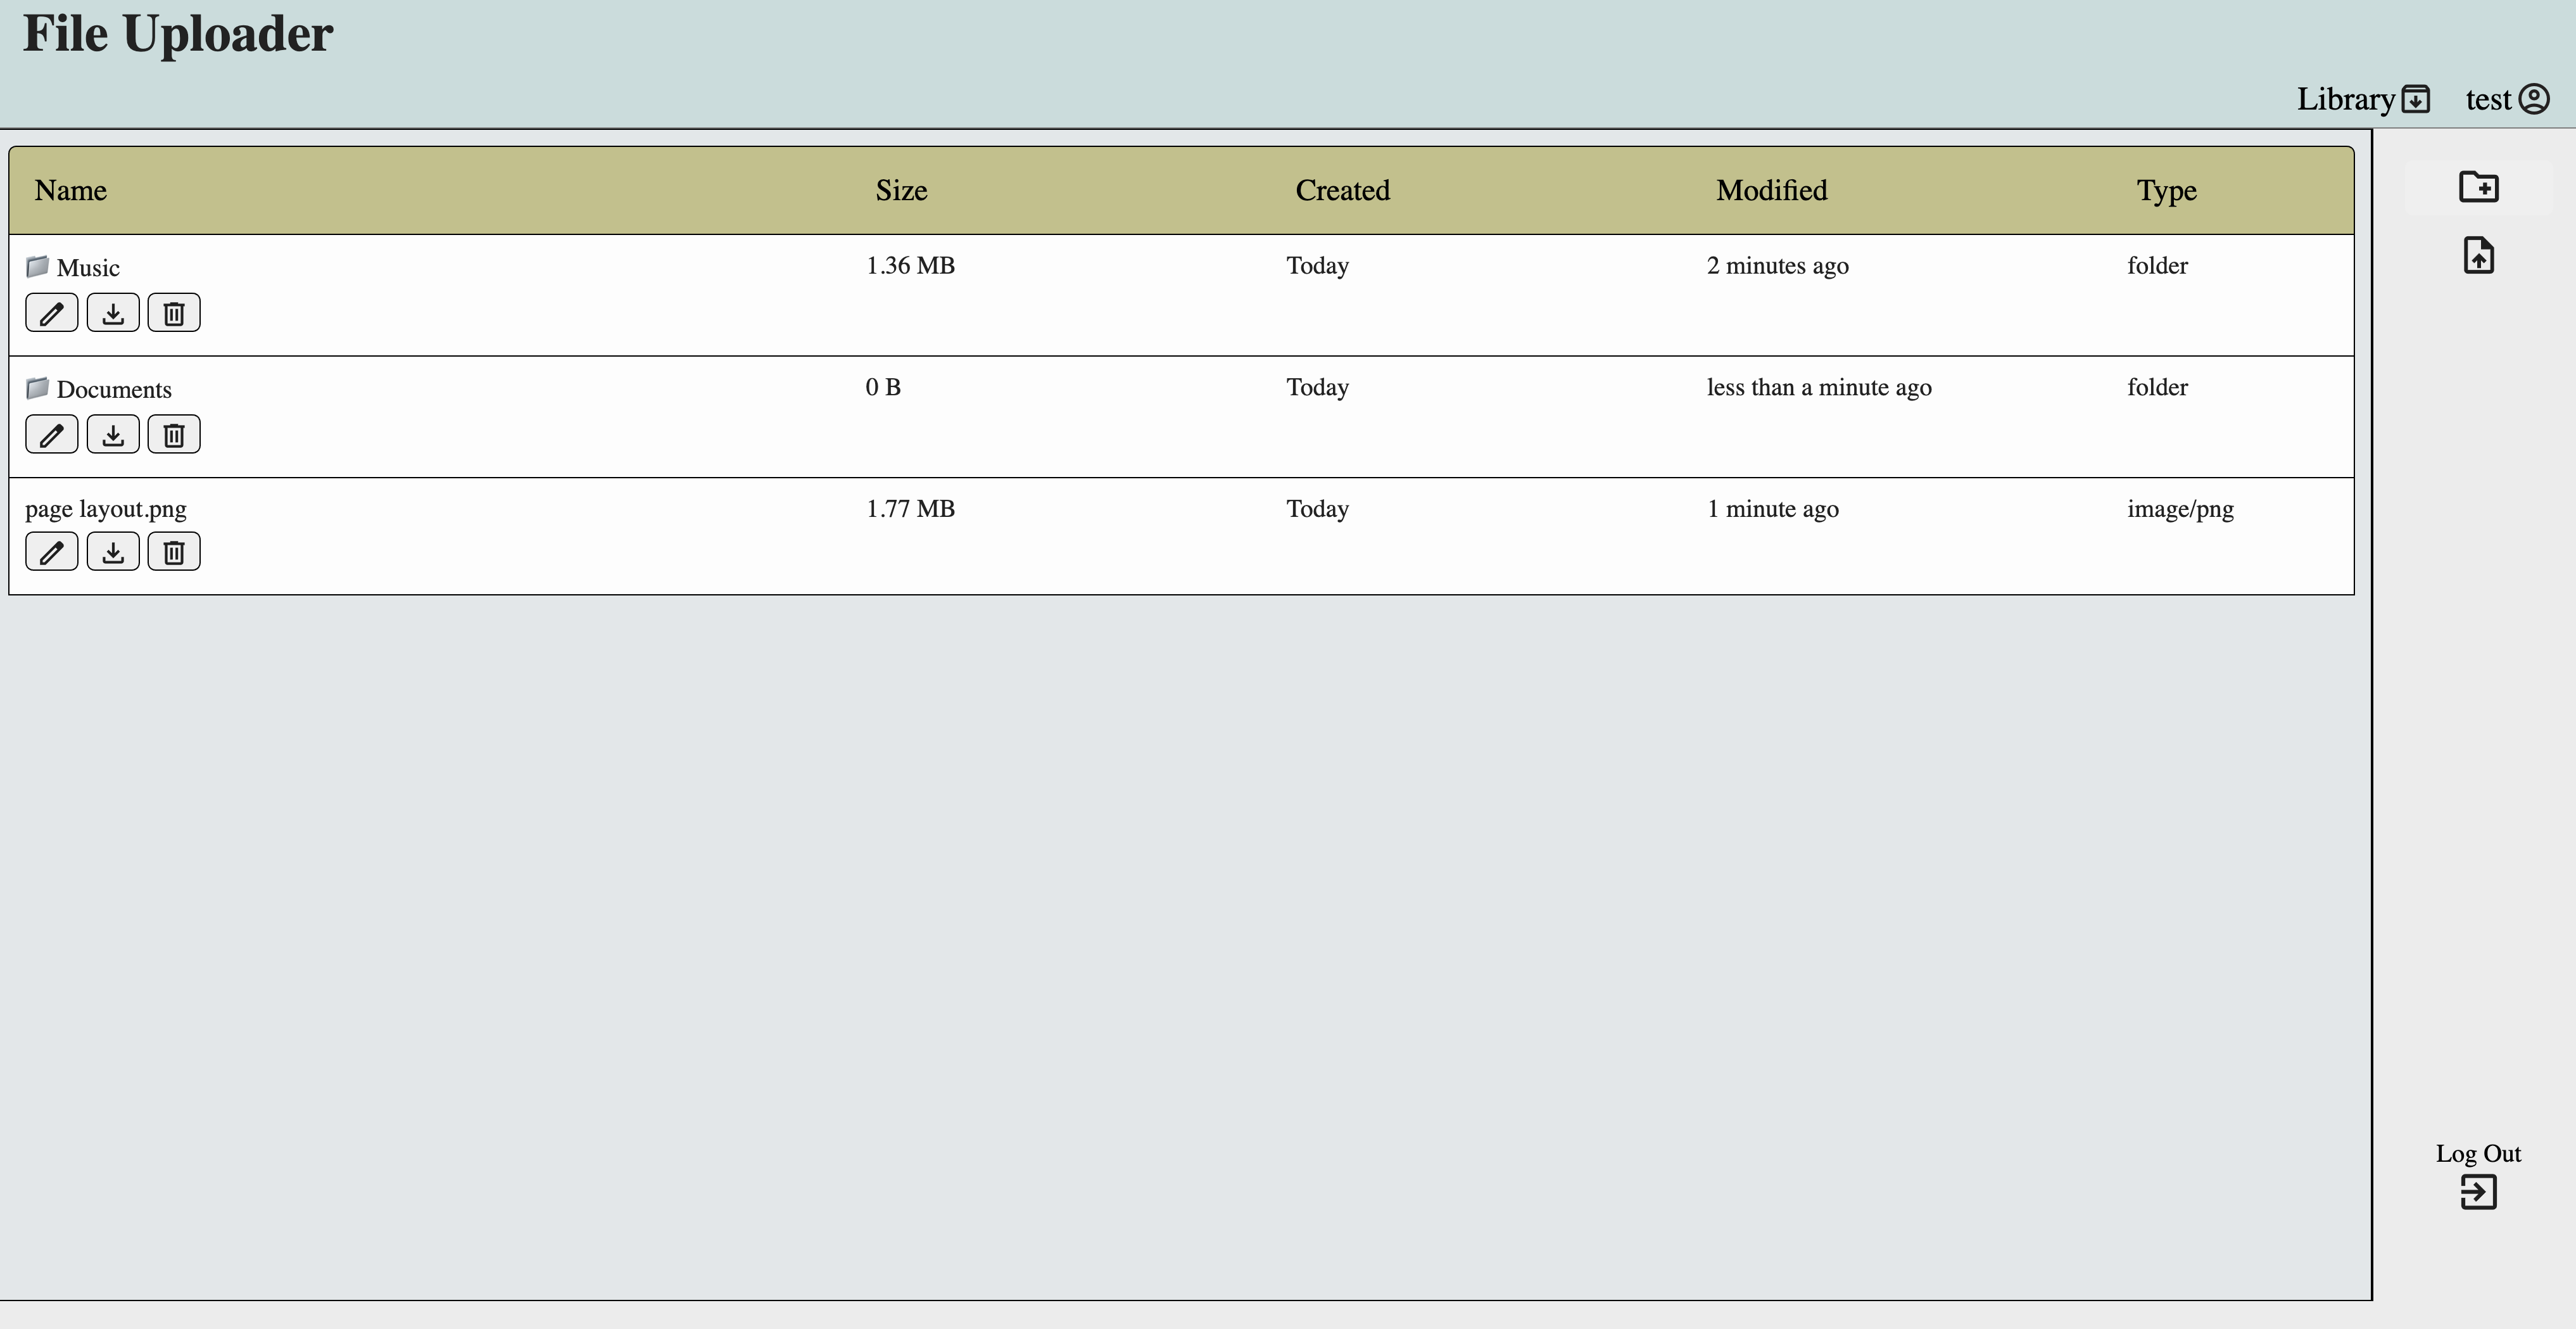 File Uploader
Library test
Name Size Created Modified Type
Music 1.36 MB Today 2 minutes ago folder
Documents 0 B Today less than a minute ago folder
page layout.png 1.77 MB Today 1 minute ago image/png
Log Out